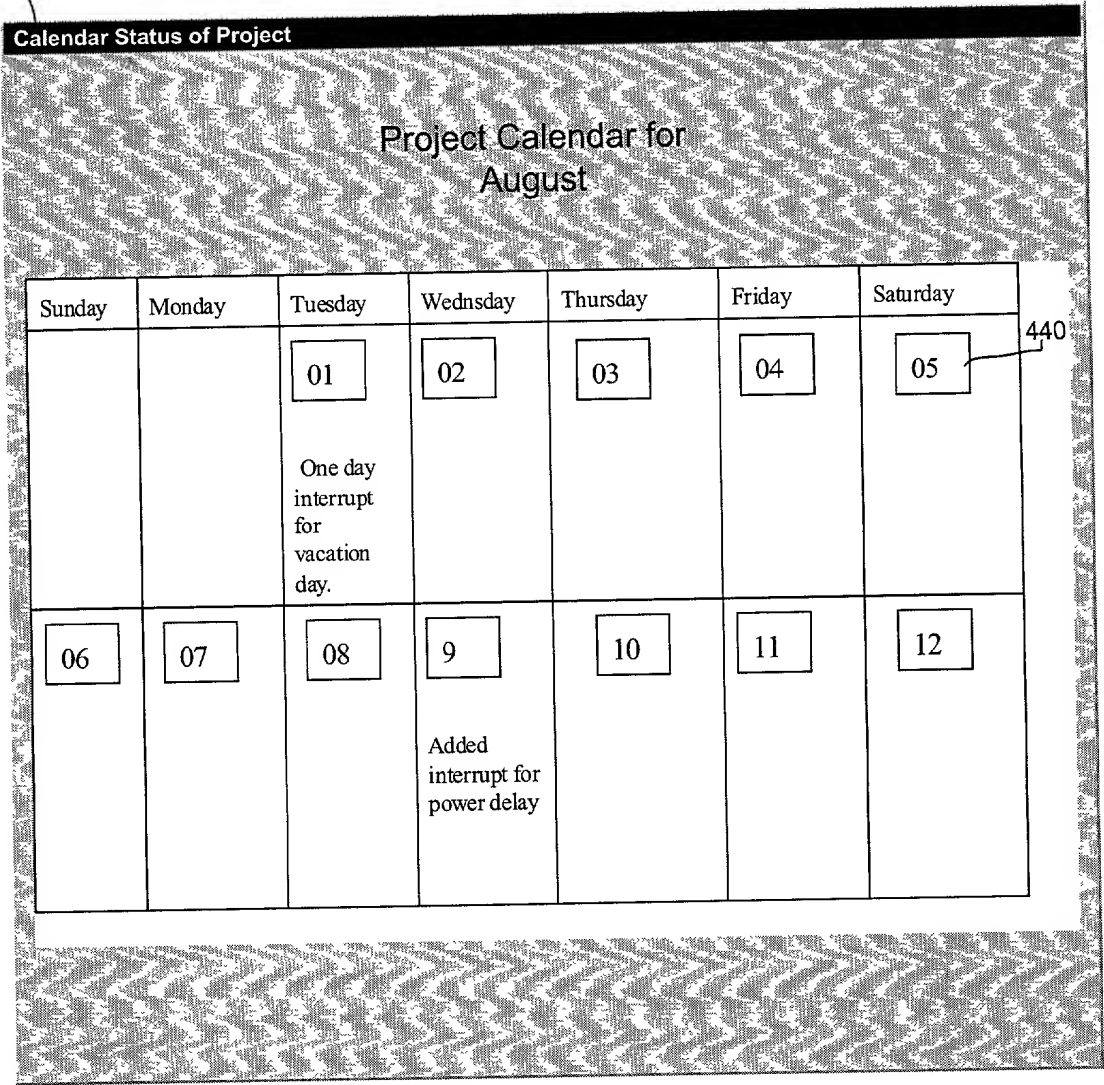 Calendar Status of Project
Project Calendar for
August
Sunday Monday Tuesday Wednsday Thursday Friday Saturday
01 02 03 04 05 440
One day
interrupt
for
vacation
day.
06 07 08 9 10 11 12
Added
interrupt for
power delay